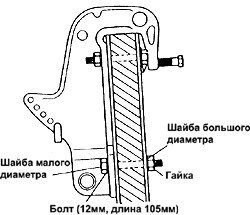 Шайба большого
диаметра
Шайба малого
диаметра
Гайка
Болт (12мм, длина 105мм)